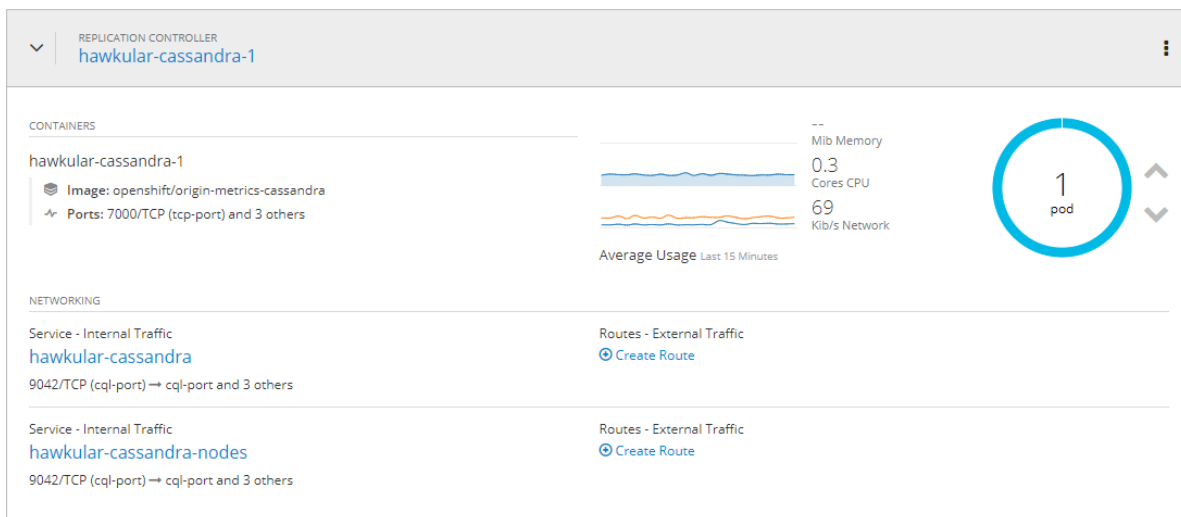 REPLICATION CONTROLLER
hawkular-cassandra-1
CONTAINERS
hawkular-cassandra-1
Image: openshift/origin-metrics-cassandra
Ports: 7000/TCP (tcp-port) and 3 others
--
Mib Memory
0.3
Cores CPU
69
Kib/s Network
Average Usage Last 15 Minutes
1
pod
NETWORKING
Service - Internal Traffic
hawkular-cassandra
9042/TCP (cql-port) → cql-port and 3 others
Routes - External Traffic
Create Route
Service - Internal Traffic
hawkular-cassandra-nodes
9042/TCP (cql-port) → cql-port and 3 others
Routes - External Traffic
Create Route